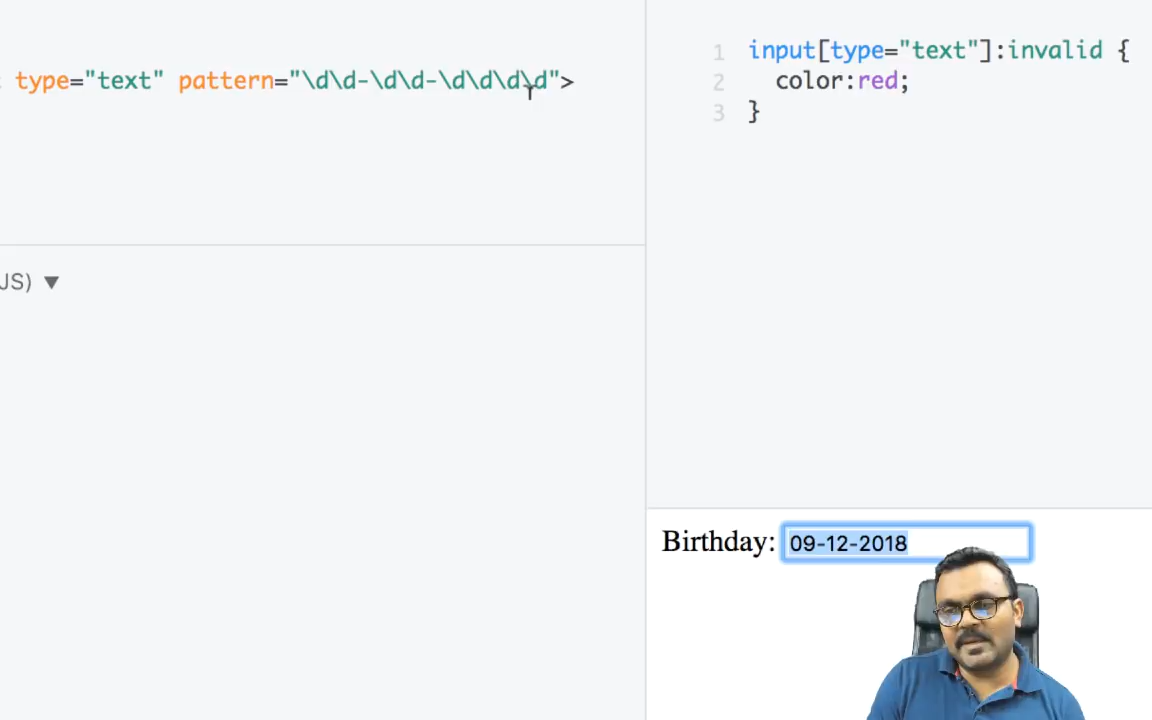 type="text" pattern="\d\d-\d\d-\d\d\d\d">
JS) ▼
1 input[type="text"]:invalid {
2 color:red;
3 }
Birthday: 09-12-2018